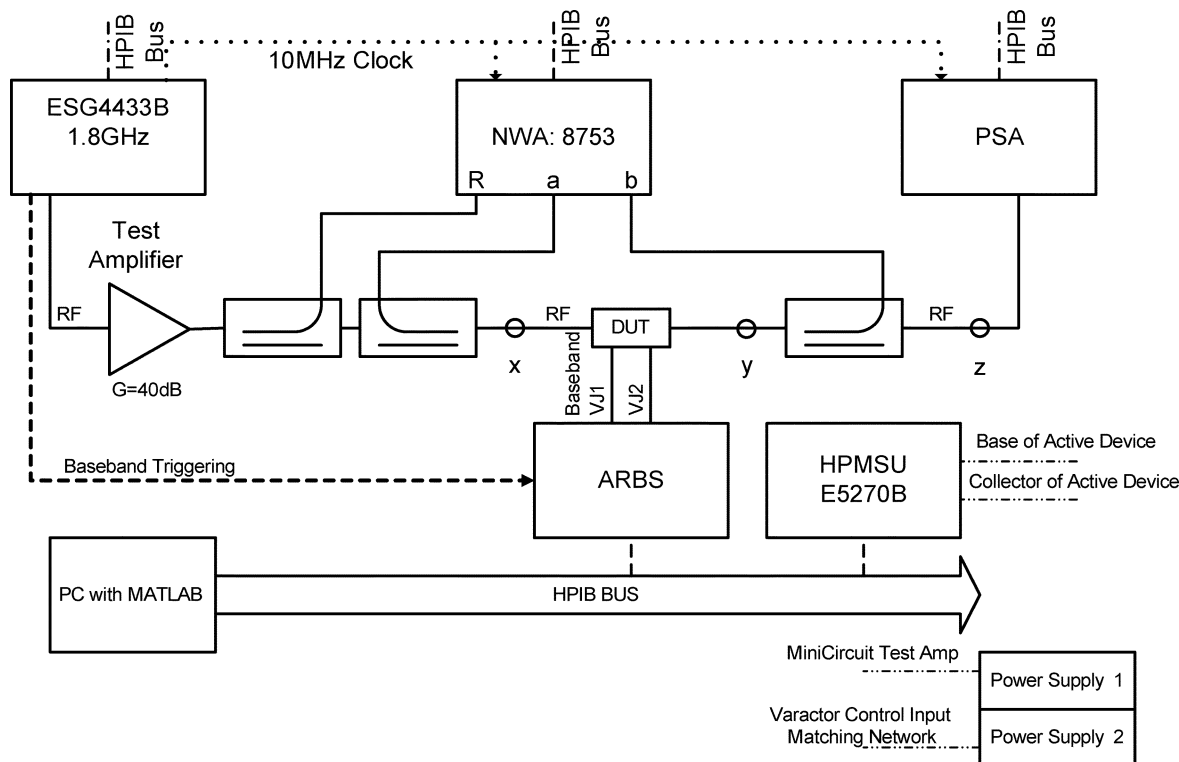 HPIB
Bus
HPIB
Bus
HPIB
Bus
10MHz Clock
ESG4433B
1.8GHz
NWA: 8753
R a b
PSA
Test
Amplifier
RF
G=40dB
RF
x
DUT
y
RF
z
Baseband
VJ1
VJ2
Baseband Triggering
ARBS
HPMSU
E5270B
Base of Active Device
Collector of Active Device
PC with MATLAB
HPIB BUS
MiniCircuit Test Amp
Power Supply 1
Varactor Control Input
Matching Network
Power Supply 2